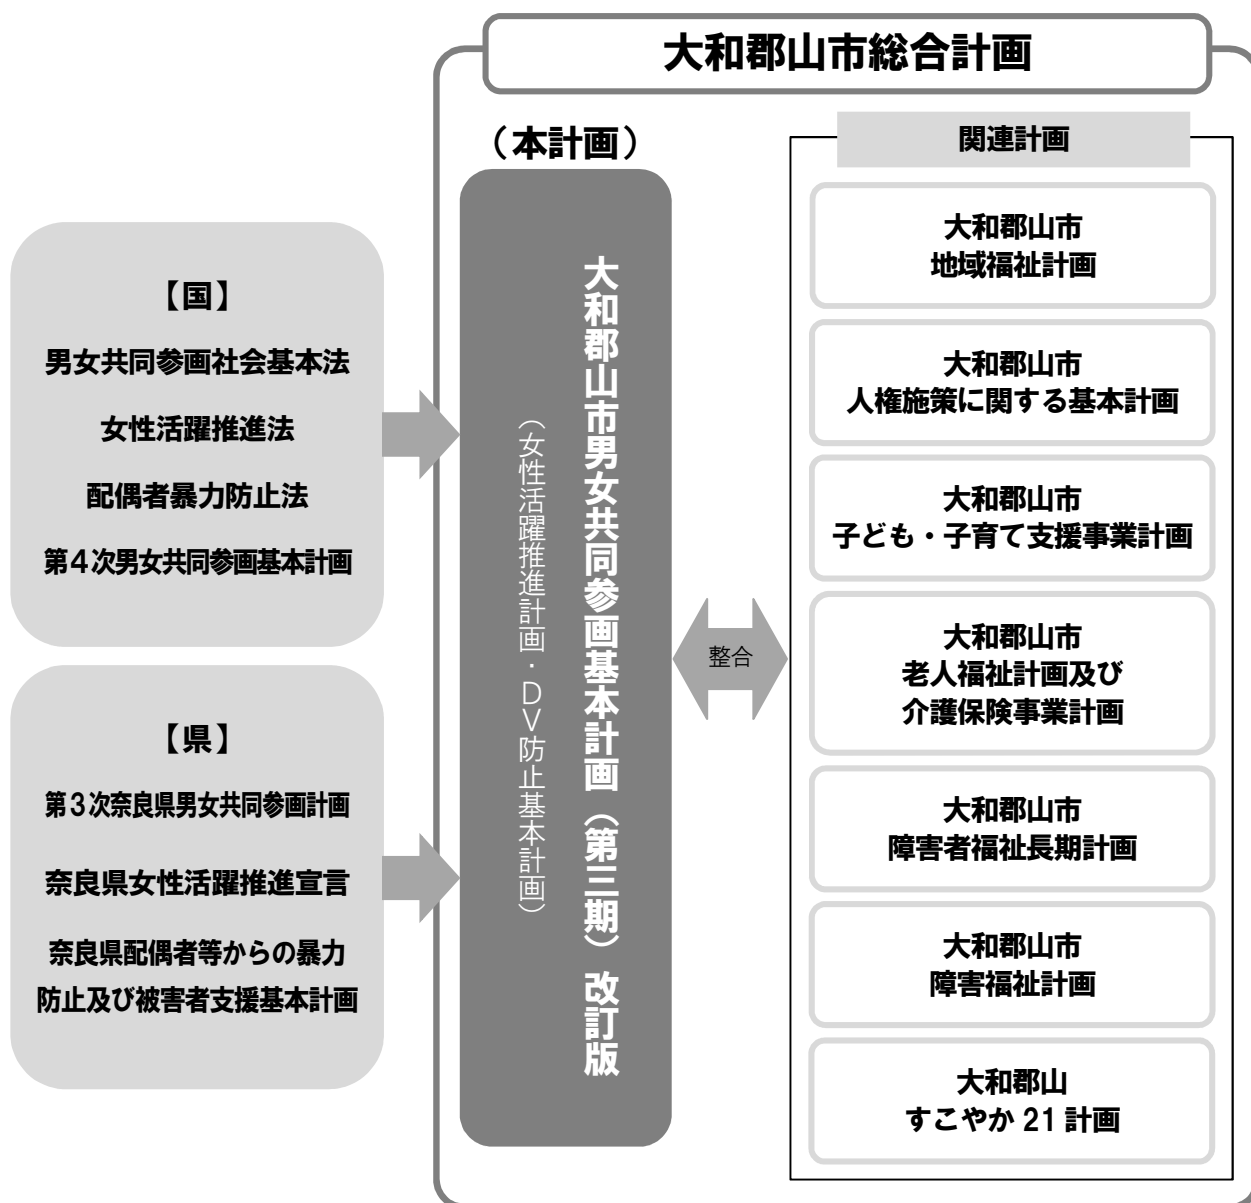 大和郡山市総合計画
【国】
男女共同参画社会基本法
女性活躍推進法
配偶者暴力防止法
第４次男女共同参画基本計画
【県】
第３次奈良県男女共同参画計画
奈良県女性活躍推進宣言
奈良県配偶者等からの暴力
防止及び被害者支援基本計画
（本計画）
大和郡山市男女共同参画基本計画（第三期）改訂版
（女性活躍推進計画・ＤＶ防止基本計画）
整合
関連計画
大和郡山市
地域福祉計画
大和郡山市
人権施策に関する基本計画
大和郡山市
子ども・子育て支援事業計画
大和郡山市
老人福祉計画及び
介護保険事業計画
大和郡山市
障害者福祉長期計画
大和郡山市
障害福祉計画
大和郡山
すこやか 21 計画